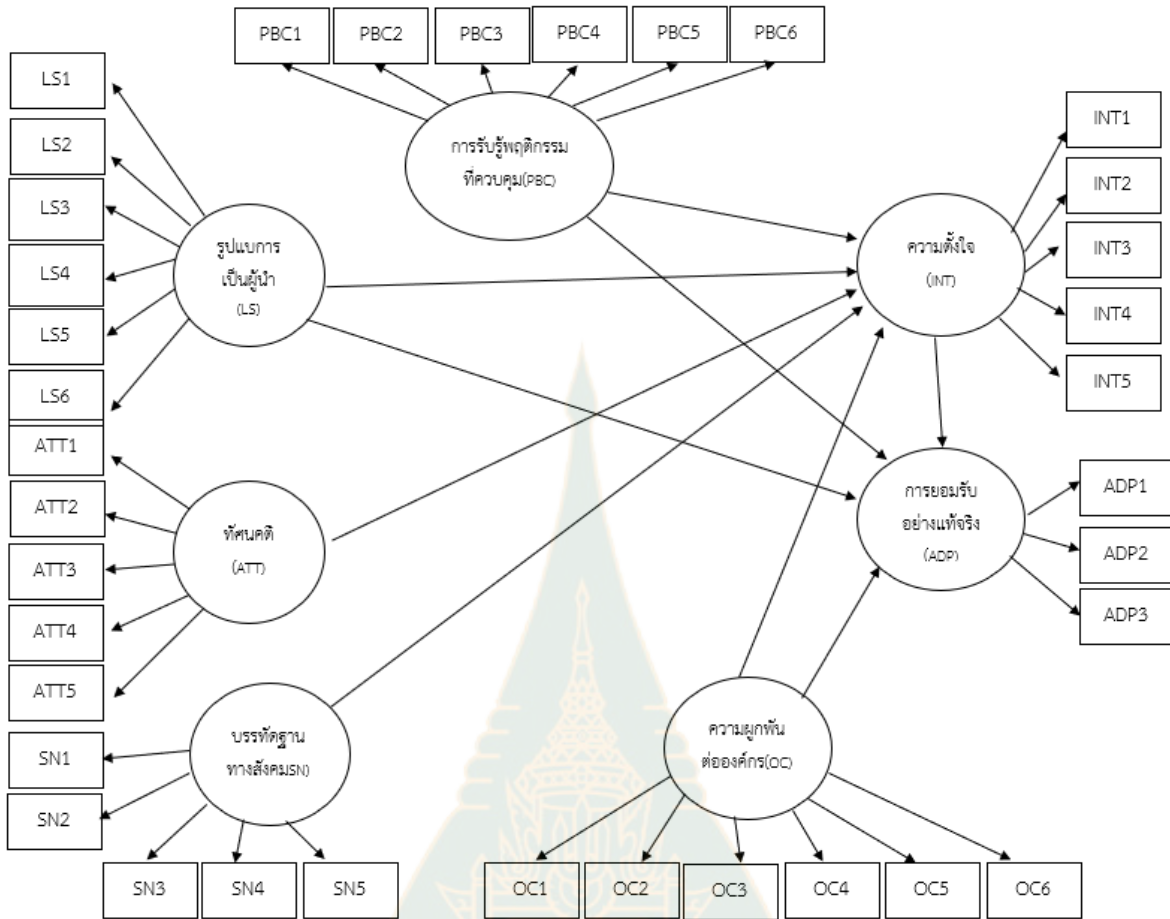 PBC1 PBC2 PBC3 PBC4 PBC5 PBC6
LS1
LS2
LS3
LS4
LS5
LS6
ATT1
ATT2
ATT3
ATT4
ATT5
SN1
SN2
SN3 SN4 SN5
การรับรู้พฤติกรรม
ที่ควบคุม(PBC)
รูปแบการ
เป็นผู้นำ
(LS)
ทัศนคติ
(ATT)
บรรทัดฐาน
ทางสังคมSN)
ความผูกพัน
ต่อองค์กร(OC)
OC1 OC2 OC3 OC4 OC5 OC6
ความตั้งใจ
(INT)
INT1
INT2
INT3
INT4
INT5
การยอมรับ
อย่างแท้จริง
(ADP)
ADP1
ADP2
ADP3